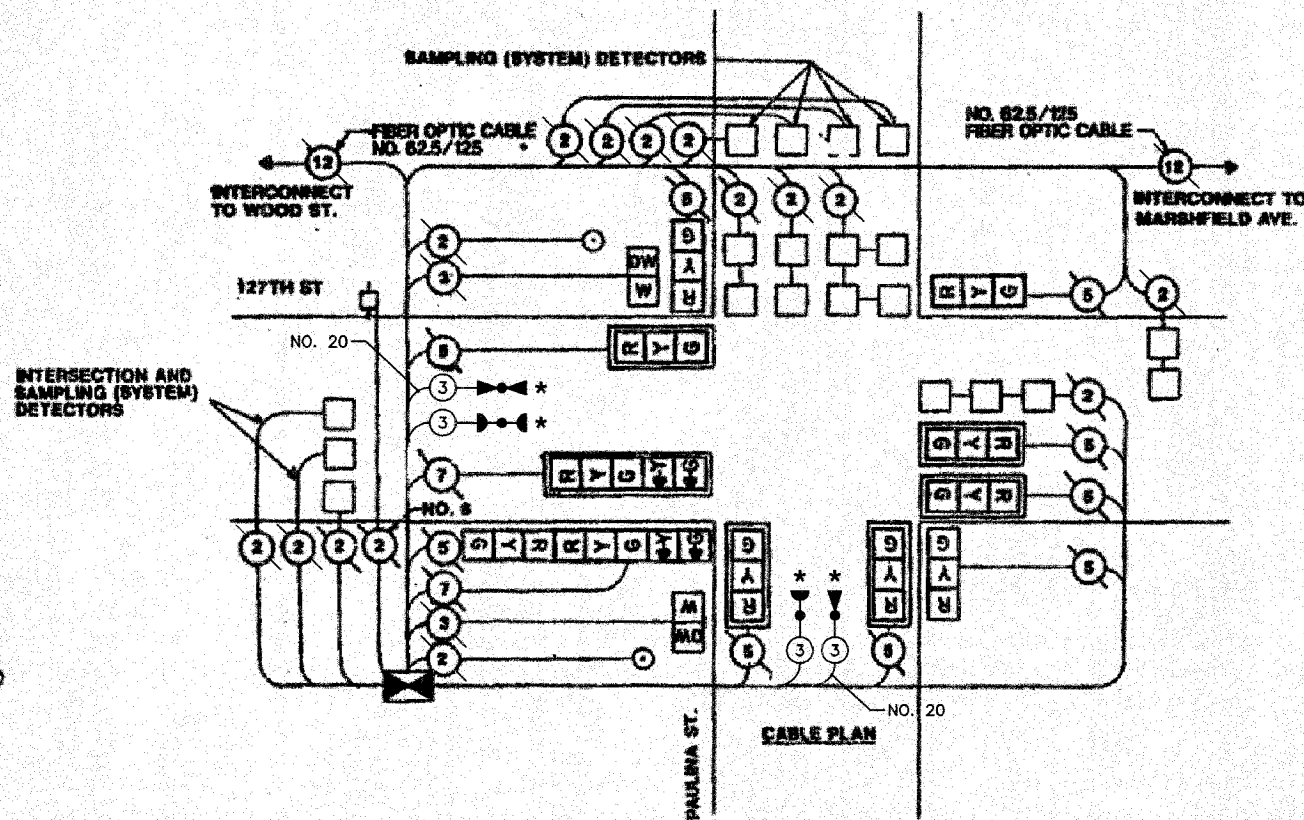 SAMPLING (SYSTEM) DETECTORS
FIBER OPTIC CABLE
NO. 62.5/125
NO. 62.5/125
FIBER OPTIC CABLE
2 2 2 2
12
12
INTERCONNECT
TO WOOD ST.
INTERCONNECT TO
MARSHFIELD AVE.
5 2 2 2
2
3
DW
W
G
Y
R
127TH ST
R Y G
5
2
NO. 20
5
R Y G
INTERSECTION AND
SAMPLING (SYSTEM)
DETECTORS
3 *
3 *
2
G Y R
5
7
R Y G
G Y R
5
NO. 6
2 2 2 2
5
G Y R R Y G
7
3
W
DW
2
G
Y
R
5
* *
3 3
G
Y
R
5
G
Y
R
5
NO. 20
PAULINA ST.
CABLE PLAN